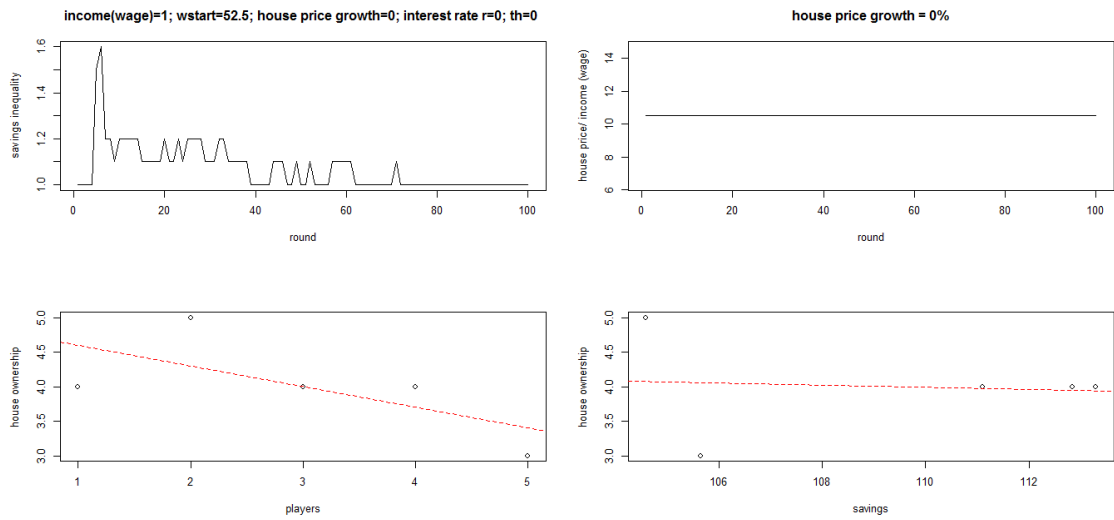 income(wage)=1; wstart=52.5; house price growth=0; interest rate r=0; th=0
savings inequality
1.0 1.2 1.4 1.6
0 20 40 60 80 100
round
house price growth = 0%
house price/ income (wage)
6 8 10 12 14
0 20 40 60 80 100
round
house ownership
3.0 3.5 4.0 4.5 5.0
1 2 3 4 5
players
house ownership
3.0 3.5 4.0 4.5 5.0
106 108 110 112
savings